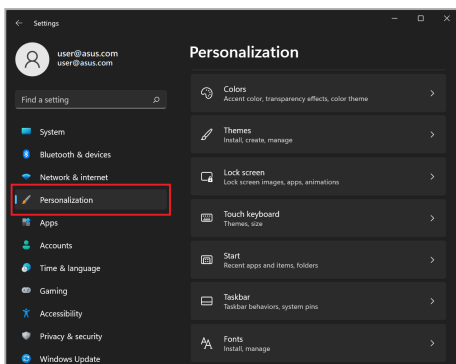 Settings
user@asus.com
user@asus.com
Find a setting
System
Bluetooth & devices
Network & internet
Personalization
Apps
Accounts
Time & language
Gaming
Accessibility
Privacy & security
Windows Update
Personalization
Colors
Accent color, transparency effects, color theme
Themes
Install, create, manage
Lock screen
Lock screen images, apps, animations
Touch keyboard
Themes, size
Start
Recent apps and items, folders
Taskbar
Taskbar behaviors, system pins
Fonts
Install, manage